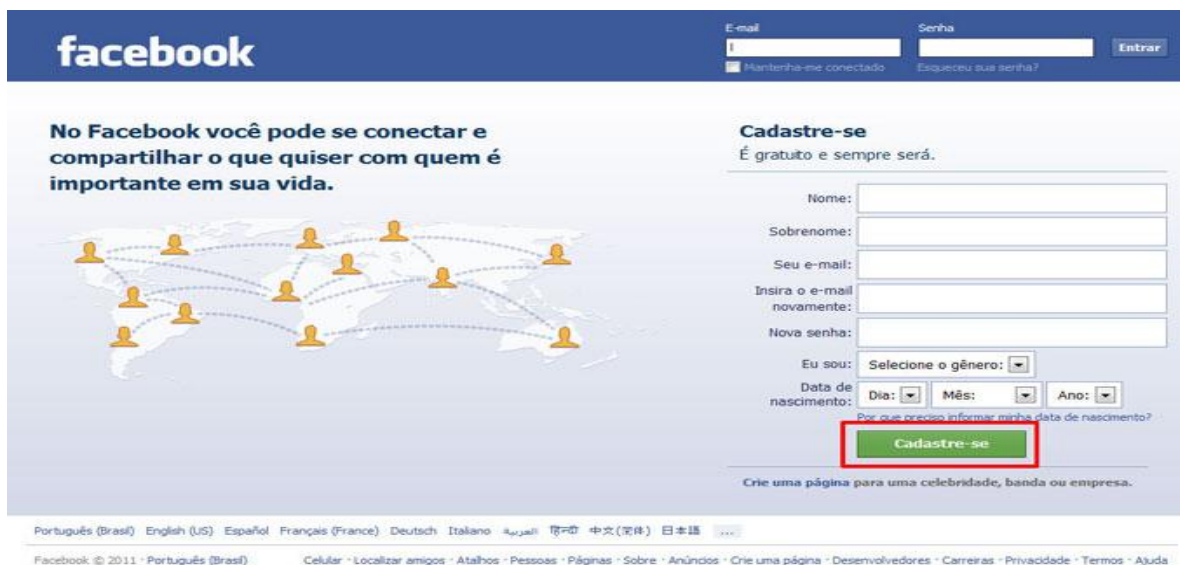 facebook
E-mail
Senha
Entrar
Mantenha-me conectado
Esqueceu sua senha?
No Facebook você pode se conectar e
compartilhar o que quiser com quem é
importante em sua vida.
Cadastre-se
É gratuito e sempre será.
Nome:
Sobrenome:
Seu e-mail:
Insira o e-mail
novamente:
Nova senha:
Eu sou: Selecione o gênero:
Data de
nascimento:
Dia: Mês: Ano:
Por que preciso informar minha data de nascimento?
Cadastre-se
Crie uma página para uma celebridade, banda ou empresa.
Português (Brasil) English (US) Español Français (France) Deutsch Italiano العربية हिन्दी 中文(简体) 日本語 ...
Facebook © 2011 · Português (Brasil)
Celular · Localizar amigos · Atalhos · Pessoas · Páginas · Sobre · Anúncios · Crie uma página · Desenvolvedores · Carreiras · Privacidade · Termos · Ajuda